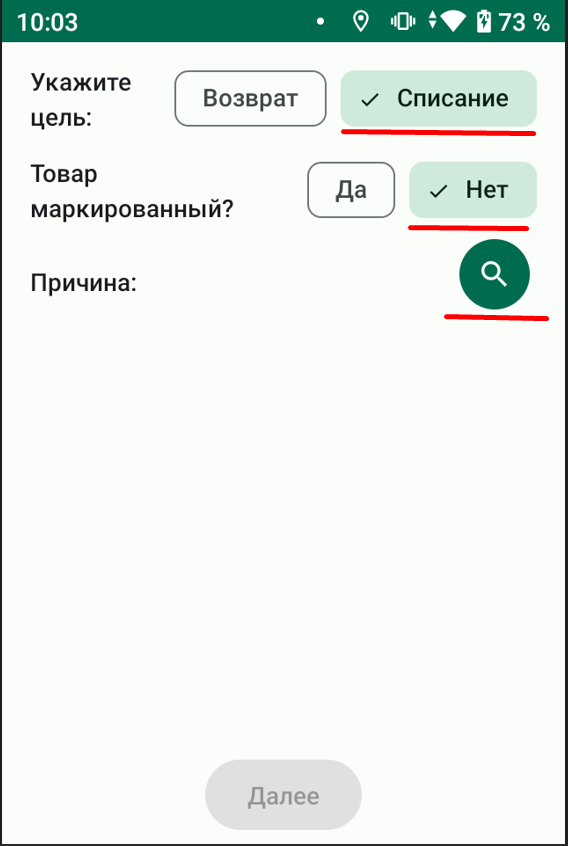 10:03 73 %
Укажите
цель:
Возврат Списание
Товар
маркированный?
Да Нет
Причина:
Далее